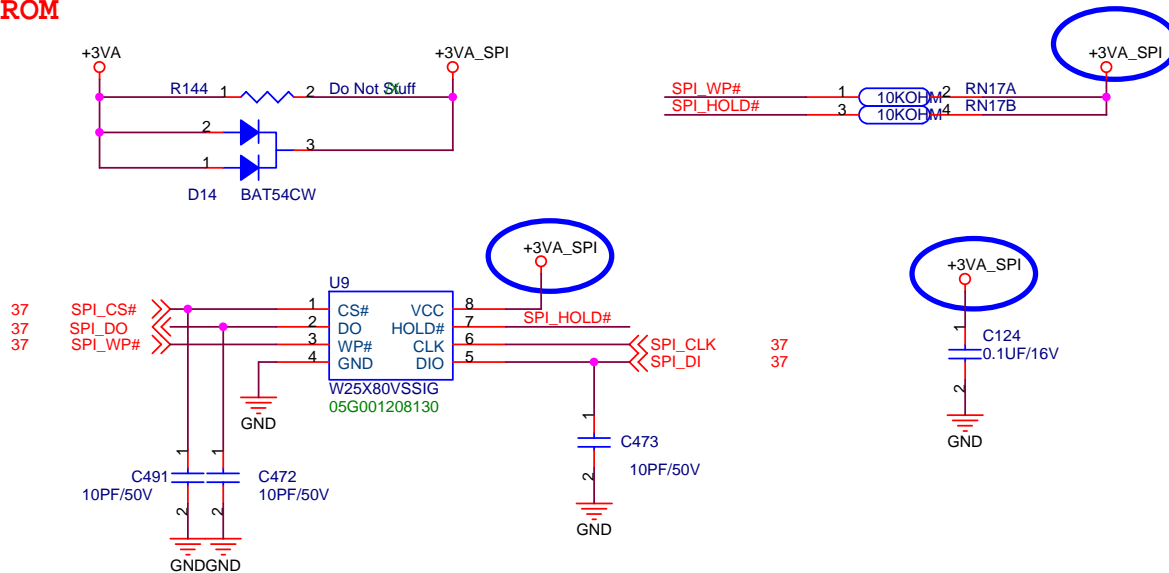 ROM
+3VA
+3VA_SPI
R144 1 2 Do Not Stuff
2
3
1
D14 BAT54CW
+3VA_SPI
SPI_WP# 1 10KOHM 2 RN17A
SPI_HOLD# 3 10KOHM 4 RN17B
+3VA_SPI
U9
37 SPI_CS# 1 CS# VCC 8
37 SPI_DO 2 DO HOLD# 7 SPI_HOLD#
37 SPI_WP# 3 WP# CLK 6 SPI_CLK 37
4 GND DIO 5 SPI_DI 37
W25X80VSSIG
05G001208130
GND
+3VA_SPI
1
C124
0.1UF/16V
2
GND
1
C473
10PF/50V
2
GND
1 1
C491 C472
10PF/50V 10PF/50V
2 2
GND GND